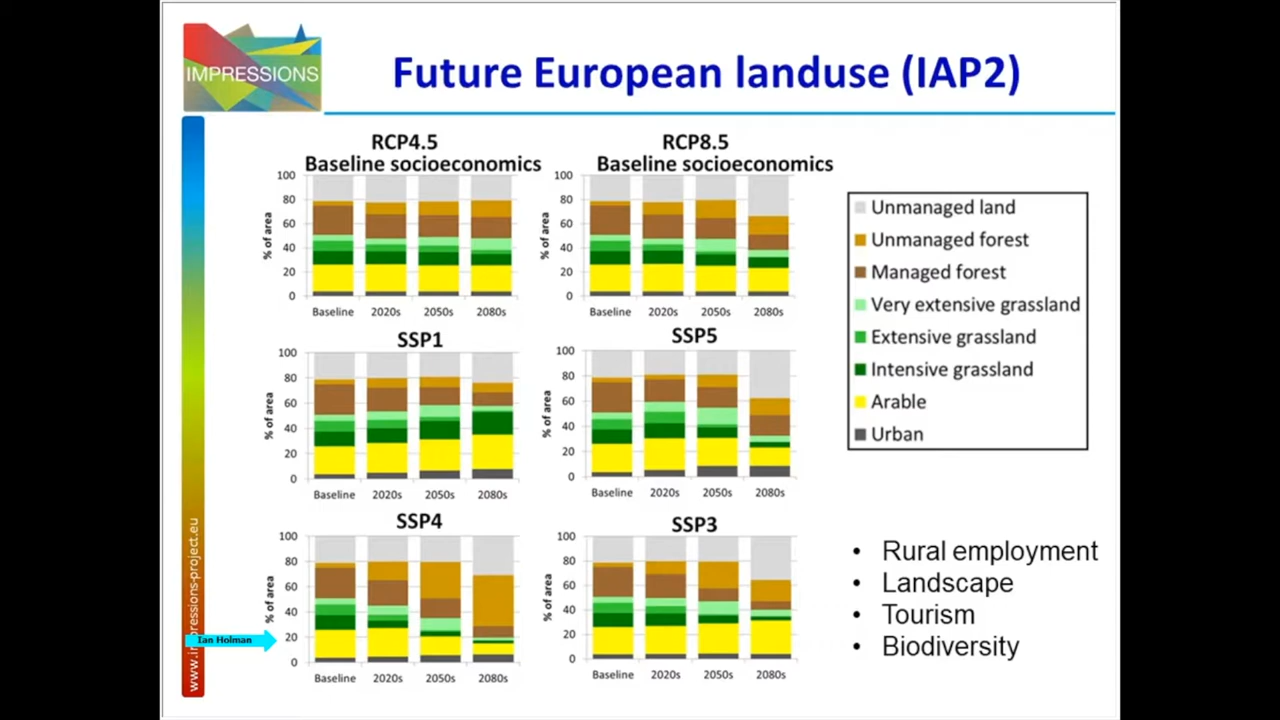 IMPRESSIONS
Future European landuse (IAP2)
RCP4.5
Baseline socioeconomics
% of area
100
80
60
40
20
0
Baseline 2020s 2050s 2080s
RCP8.5
Baseline socioeconomics
% of area
100
80
60
40
20
0
Baseline 2020s 2050s 2080s
Unmanaged land
Unmanaged forest
Managed forest
Very extensive grassland
Extensive grassland
Intensive grassland
Arable
Urban
SSP1
% of area
100
80
60
40
20
0
Baseline 2020s 2050s 2080s
SSP5
% of area
100
80
60
40
20
0
Baseline 2020s 2050s 2080s
SSP4
% of area
100
80
60
40
20
0
Baseline 2020s 2050s 2080s
SSP3
% of area
100
80
60
40
20
0
Baseline 2020s 2050s 2080s
• Rural employment
• Landscape
• Tourism
• Biodiversity
www.impressions-project.eu
Ian Holman